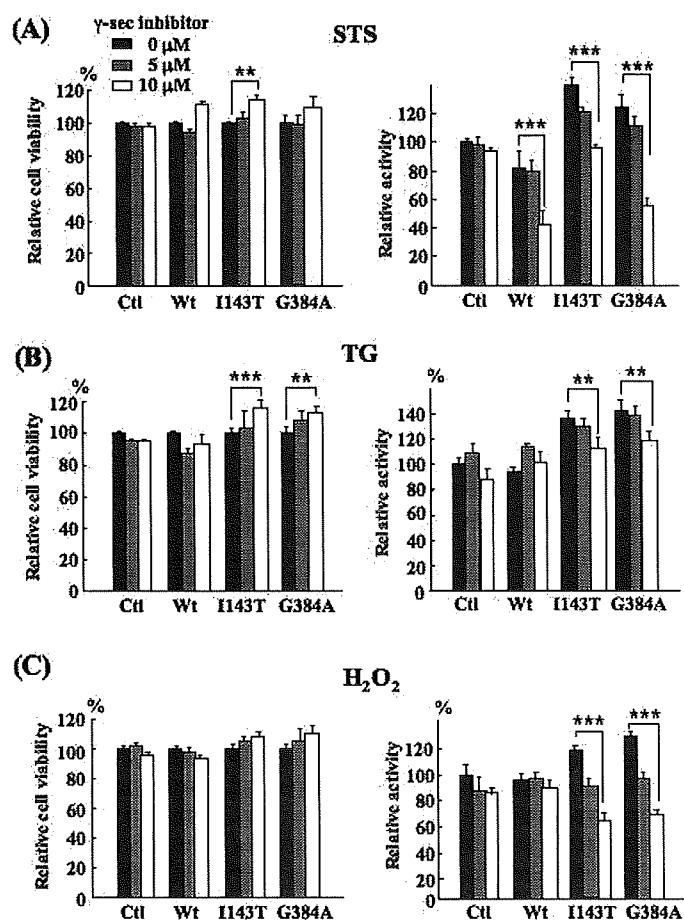 (A)
γ-sec inhibitor
0 μM
5 μM
10 μM
STS
%
120
100
80
60
40
20
0
Relative cell viability
**
Ctl Wt I143T G384A
120
100
80
60
40
20
0
Relative activity
***
***
***
Ctl Wt I143T G384A
(B)
TG
%
120
100
80
60
40
20
0
Relative cell viability
***
**
Ctl Wt I143T G384A
%
140
120
100
80
60
40
20
0
Relative activity
**
**
Ctl Wt I143T G384A
(C)
H₂O₂
%
120
100
80
60
40
20
0
Relative cell viability
Ctl Wt I143T G384A
%
120
100
80
60
40
20
0
Relative activity
***
***
Ctl Wt I143T G384A